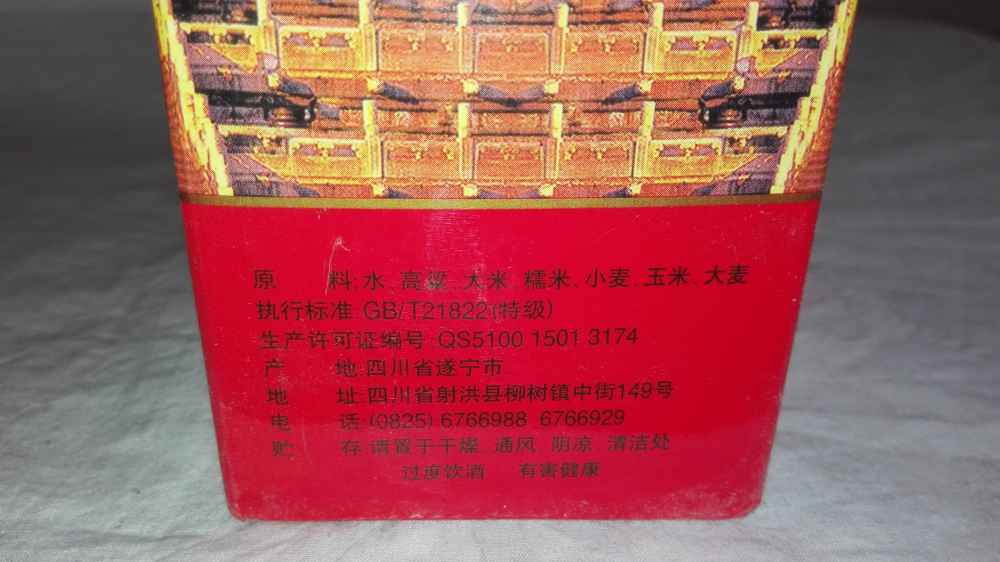 原 料:水、高粱、大米、糯米、小麦、玉米、大麦
执行标准:GB/T21822(特级)
生产许可证编号:QS5100 1501 3174
产 地:四川省遂宁市
地 址:四川省射洪县柳树镇中街149号
电 话:(0825) 6766988 6766929
贮 存:请置于干燥、通风、阴凉、清洁处
过度饮酒 有害健康